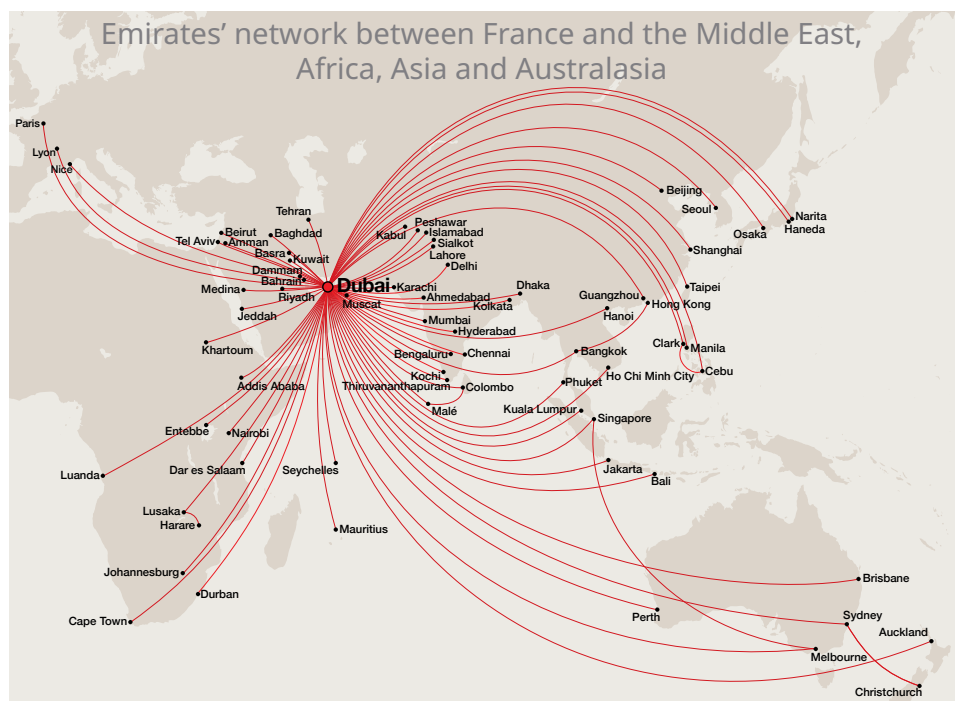 Emirates’ network between France and the Middle East,
Africa, Asia and Australasia
Paris
Lyon
Nice
Beijing
Seoul
Narita
Haneda
Osaka
Tehran
Peshawar
Beirut
Baghdad
Kabul
Islamabad
Tel Aviv
Amman
Sialkot
Shanghai
Basra
Kuwait
Lahore
Delhi
Dammam
Bahrain
Dubai
Karachi
Dhaka
Taipei
Medina
Riyadh
Muscat
Ahmedabad
Kolkata
Guangzhou
Hong Kong
Jeddah
Hanoi
Mumbai
Hyderabad
Khartoum
Clark
Manila
Bengaluru
Chennai
Bangkok
Cebu
Kochi
Ho Chi Minh City
Addis Ababa
Thiruvananthapuram
Colombo
Phuket
Malé
Kuala Lumpur
Singapore
Entebbe
Nairobi
Luanda
Dar es Salaam
Seychelles
Jakarta
Bali
Lusaka
Harare
Mauritius
Johannesburg
Brisbane
Durban
Cape Town
Perth
Sydney
Auckland
Melbourne
Christchurch